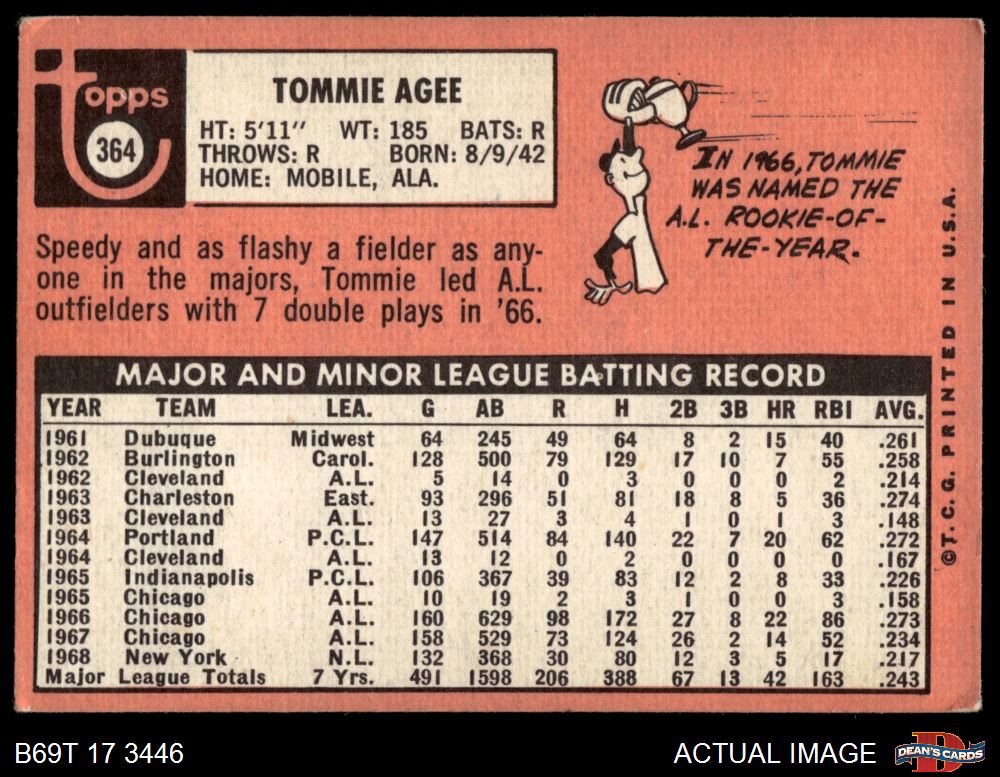 topps
364
TOMMIE AGEE
HT: 5'11" WT: 185 BATS: R
THROWS: R BORN: 8/9/42
HOME: MOBILE, ALA.
IN 1966, TOMMIE
WAS NAMED THE
A.L. ROOKIE-OF-
THE-YEAR.
Speedy and as flashy a fielder as any-
one in the majors, Tommie led A.L.
outfielders with 7 double plays in '66.
MAJOR AND MINOR LEAGUE BATTING RECORD
YEAR TEAM LEA. G AB R H 2B 3B HR RBI AVG.
1961 Dubuque Midwest 64 245 49 64 8 2 15 40 .261
1962 Burlington Carol. 128 500 79 129 17 10 7 55 .258
1962 Cleveland A.L. 5 14 0 3 0 0 0 2 .214
1963 Charleston East. 93 296 51 81 18 8 5 36 .274
1963 Cleveland A.L. 13 27 3 4 1 0 1 3 .148
1964 Portland P.C.L. 147 514 84 140 22 7 20 62 .272
1964 Cleveland A.L. 13 12 0 2 0 0 0 0 .167
1965 Indianapolis P.C.L. 106 367 39 83 12 2 8 33 .226
1965 Chicago A.L. 10 19 2 3 1 0 0 3 .158
1966 Chicago A.L. 160 629 98 172 27 8 22 86 .273
1967 Chicago A.L. 158 529 73 124 26 2 14 52 .234
1968 New York N.L. 132 368 30 80 12 3 5 17 .217
Major League Totals 7 Yrs. 491 1598 206 388 67 13 42 163 .243
©T.C.G. PRINTED IN U.S.A.
B69T 17 3446
ACTUAL IMAGE
DEAN'S CARDS